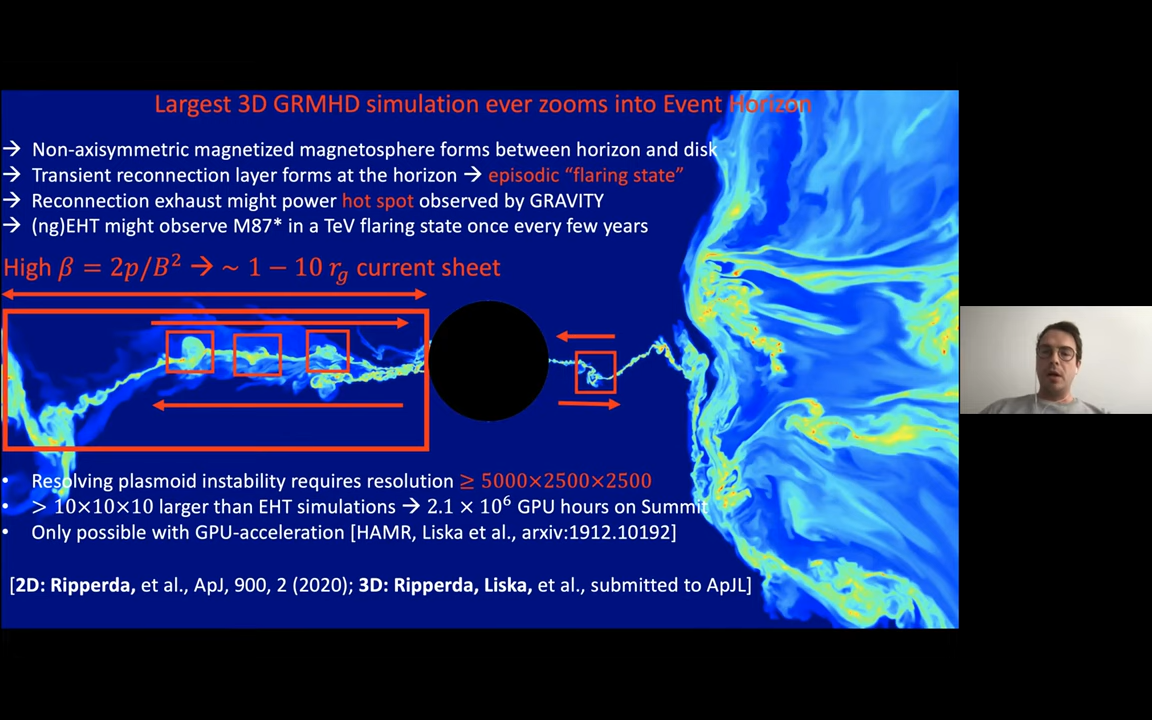 Largest 3D GRMHD simulation ever zooms into Event Horizon
→ Non-axisymmetric magnetized magnetosphere forms between horizon and disk
→ Transient reconnection layer forms at the horizon → episodic “flaring state”
→ Reconnection exhaust might power hot spot observed by GRAVITY
→ (ng)EHT might observe M87* in a TeV flaring state once every few years
High β = 2p/B² → ~ 1 − 10 r_g current sheet
• Resolving plasmoid instability requires resolution ≥ 5000×2500×2500
• > 10×10×10 larger than EHT simulations → 2.1 × 10⁶ GPU hours on Summit
• Only possible with GPU-acceleration [HAMR, Liska et al., arxiv:1912.10192]
[2D: Ripperda, et al., ApJ, 900, 2 (2020); 3D: Ripperda, Liska, et al., submitted to ApJL]